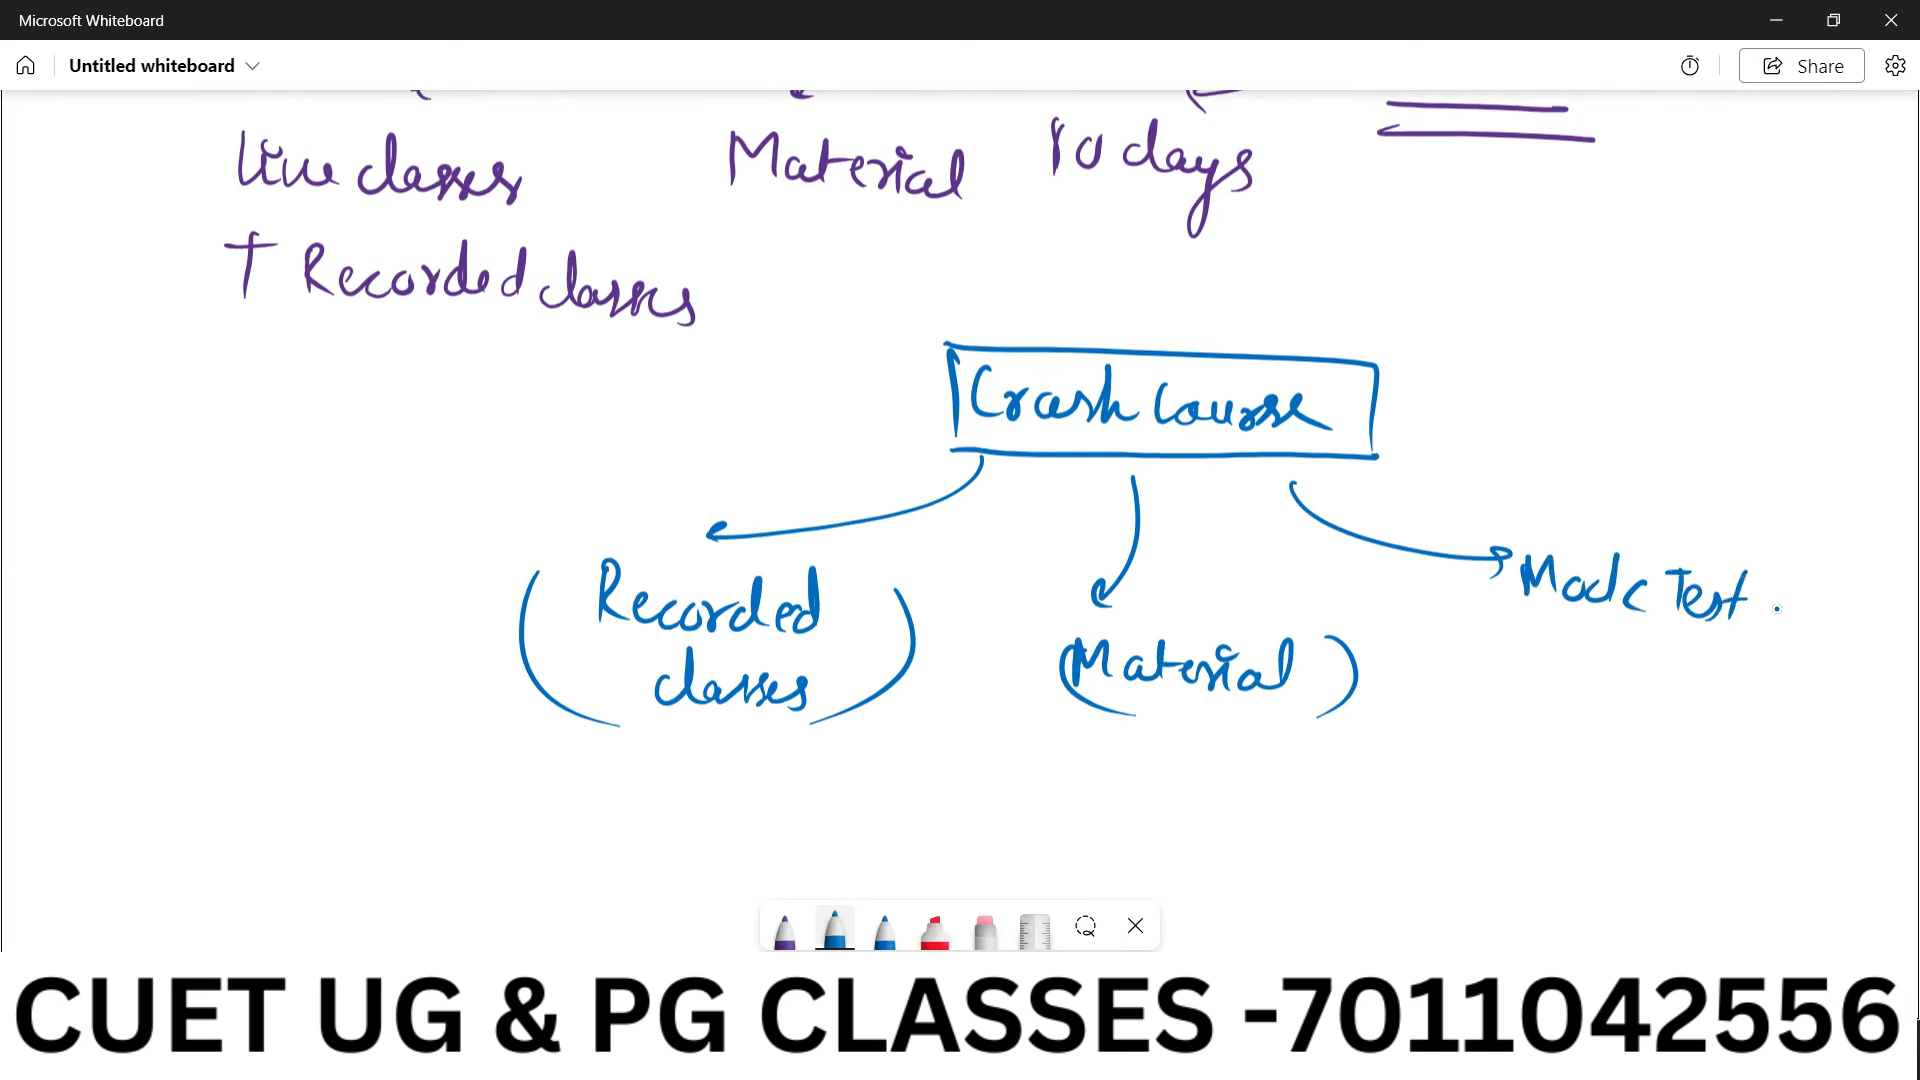 Microsoft Whiteboard
Untitled whiteboard
Share
Live classes
Material
10 days
+ Recorded classes
Crash Course
(Recorded classes)
(Material)
Mock Test
CUET UG & PG CLASSES -7011042556